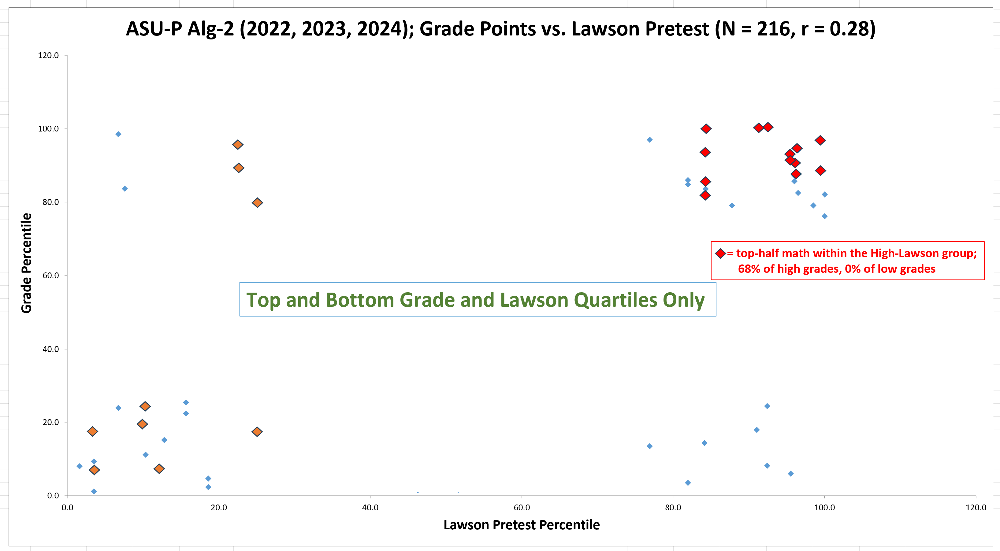 ASU-P Alg-2 (2022, 2023, 2024); Grade Points vs. Lawson Pretest (N = 216, r = 0.28)
120.0
100.0
80.0
60.0
40.0
20.0
0.0
Grade Percentile
= top-half math within the High-Lawson group;
68% of high grades, 0% of low grades
Top and Bottom Grade and Lawson Quartiles Only
0.0 20.0 40.0 60.0 80.0 100.0 120.0
Lawson Pretest Percentile